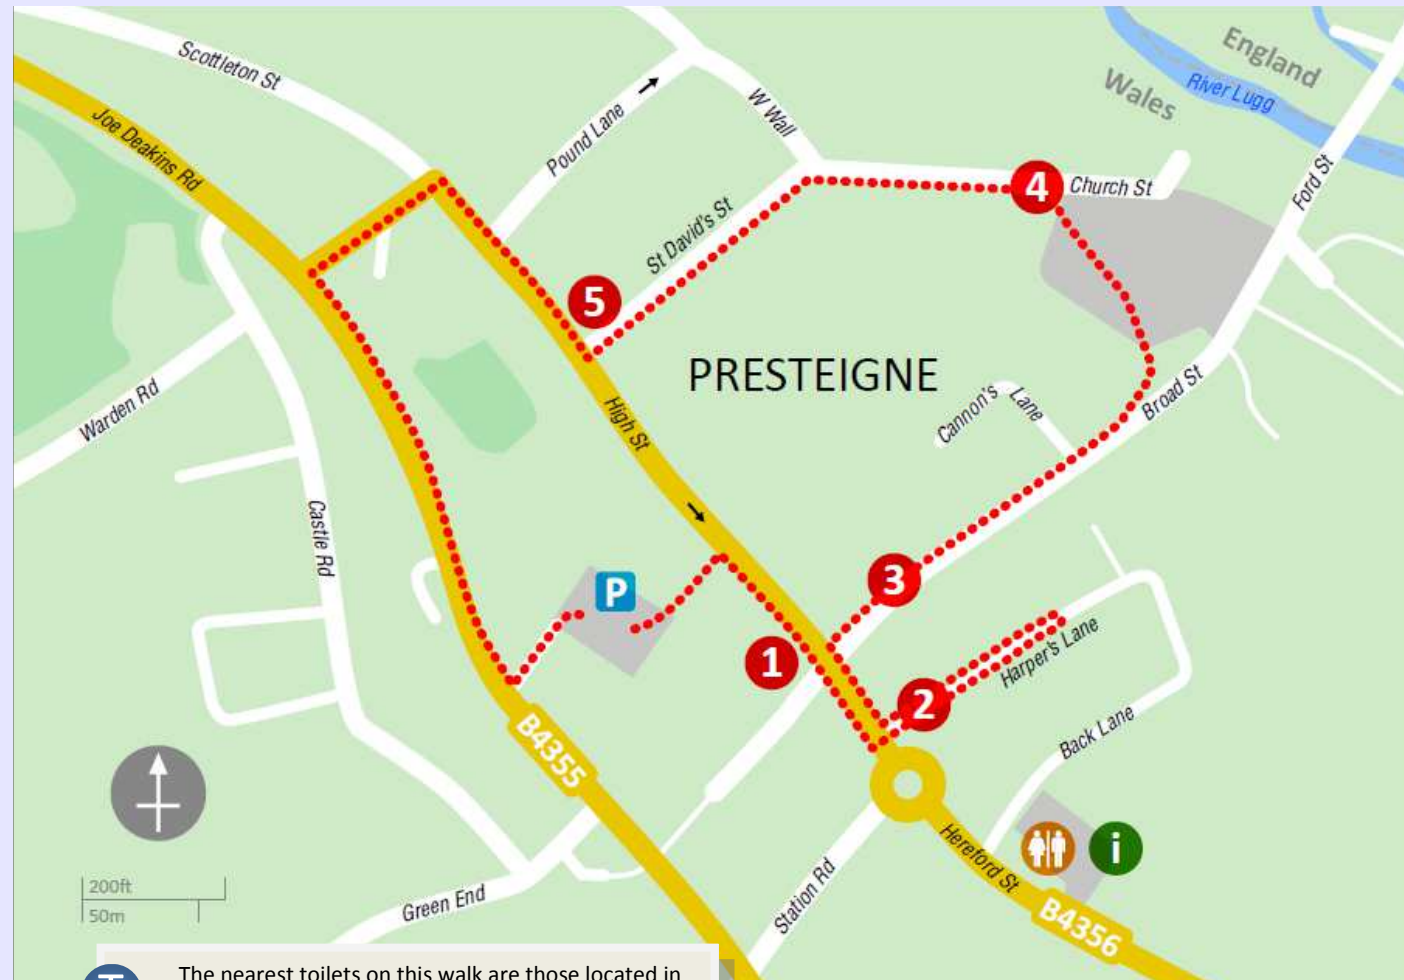 Scottleton St
Joe Deakins Rd
Pound Lane
W Wall
England
Wales
River Lugg
Ford St
4
Church St
St David's St
5
PRESTEIGNE
Warden Rd
High St
Cannon's Lane
Broad St
Castle Rd
P
3
1
Harper's Lane
2
Back Lane
B4355
i
Hereford St
B4356
Station Rd
Green End
200ft
50m
The nearest toilets on this walk are those located in